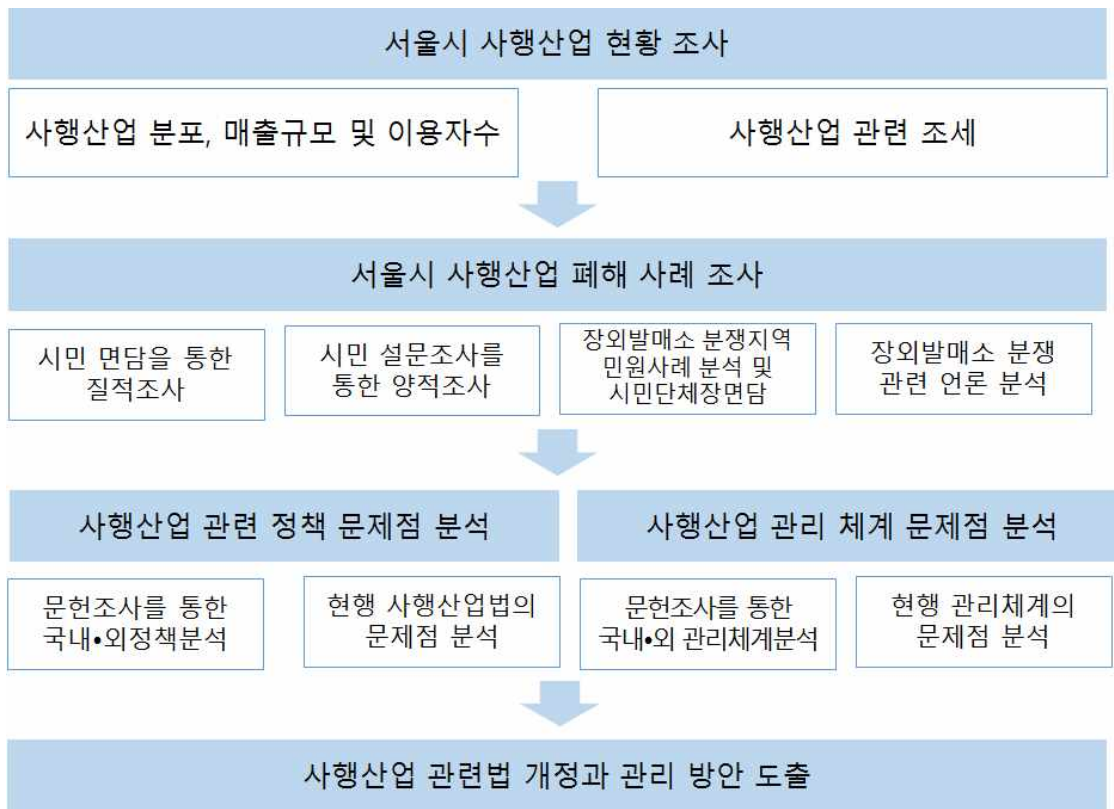 서울시 사행산업 현황 조사
사행산업 분포, 매출규모 및 이용자수
사행산업 관련 조세
서울시 사행산업 폐해 사례 조사
시민 면담을 통한
질적조사
시민 설문조사를
통한 양적조사
장외발매소 분쟁지역
민원사례 분석 및
시민단체장면담
장외발매소 분쟁
관련 언론 분석
사행산업 관련 정책 문제점 분석
사행산업 관리 체계 문제점 분석
문헌조사를 통한
국내•외정책분석
현행 사행산업법의
문제점 분석
문헌조사를 통한
국내•외 관리체계분석
현행 관리체계의
문제점 분석
사행산업 관련법 개정과 관리 방안 도출